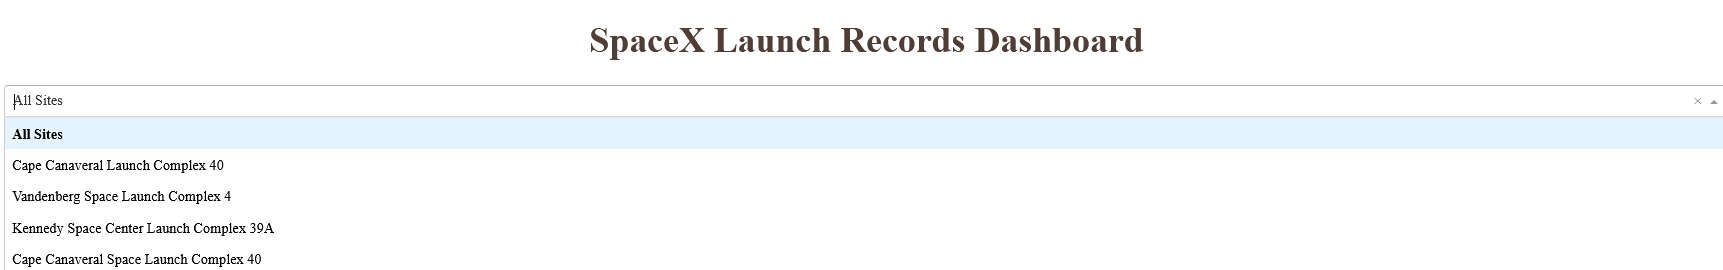 SpaceX Launch Records Dashboard
All Sites
All Sites
Cape Canaveral Launch Complex 40
Vandenberg Space Launch Complex 4
Kennedy Space Center Launch Complex 39A
Cape Canaveral Space Launch Complex 40